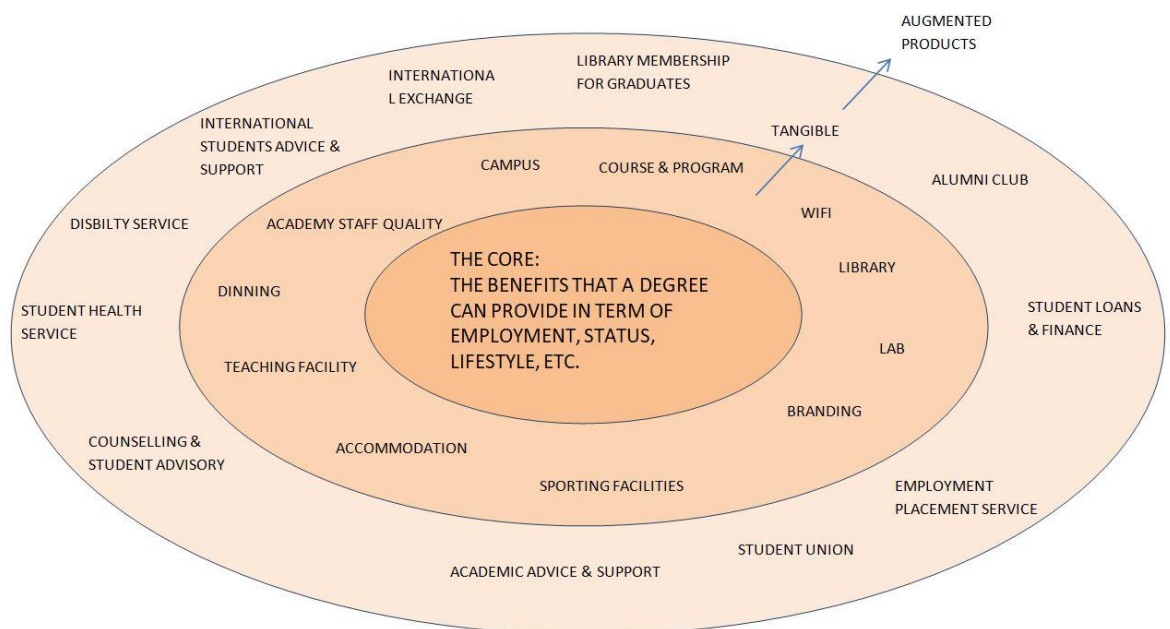 AUGMENTED
PRODUCTS
INTERNATIONA
L EXCHANGE
LIBRARY MEMBERSHIP
FOR GRADUATES
INTERNATIONAL
STUDENTS ADVICE &
SUPPORT
TANGIBLE
CAMPUS
COURSE & PROGRAM
ALUMNI CLUB
DISBILTY SERVICE
ACADEMY STAFF QUALITY
WIFI
THE CORE:
THE BENEFITS THAT A DEGREE
CAN PROVIDE IN TERM OF
EMPLOYMENT, STATUS,
LIFESTYLE, ETC.
LIBRARY
DINNING
STUDENT HEALTH
SERVICE
STUDENT LOANS
& FINANCE
LAB
TEACHING FACILITY
BRANDING
COUNSELLING &
STUDENT ADVISORY
ACCOMMODATION
SPORTING FACILITIES
EMPLOYMENT
PLACEMENT SERVICE
STUDENT UNION
ACADEMIC ADVICE & SUPPORT